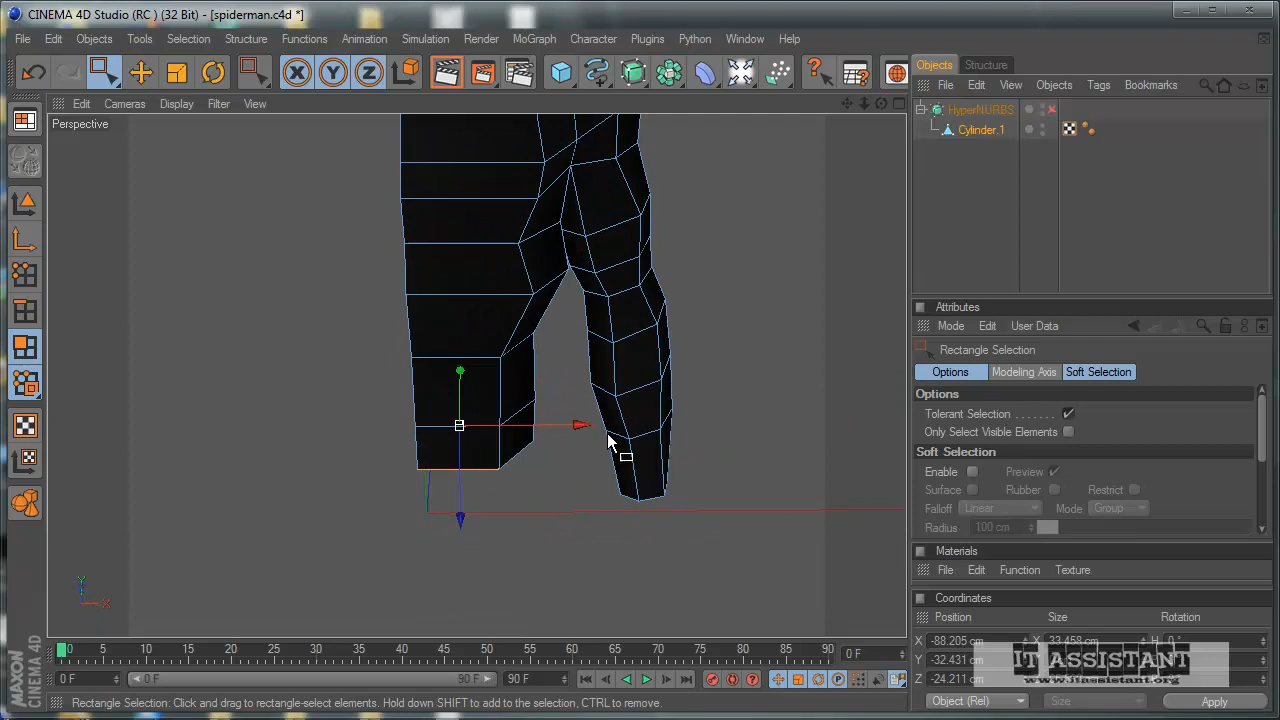 CINEMA 4D Studio (RC ) (32 Bit) - [spiderman.c4d *]
File Edit Objects Tools Selection Structure Functions Animation Simulation Render MoGraph Character Plugins Python Window Help
Objects Structure
File Edit View Objects Tags Bookmarks
Edit Cameras Display Filter View
Perspective
HyperNURBS
Cylinder.1
Attributes
Mode Edit User Data
Rectangle Selection
Options Modeling Axis Soft Selection
Options
Tolerant Selection . . . . . . .
Only Select Visible Elements
Soft Selection
Enable Preview
Surface Rubber Restrict
Falloff Linear Mode Group
Radius 100 cm
Materials
File Edit Function Texture
Coordinates
Position Size Rotation
X -88.205 cm X 33.458 cm H 0 °
Y -32.431 cm
Z -24.211 cm
Object (Rel) Size Apply
IT ASSISTANT
www.itassistant.org
Y
X
0 5 10 15 20 25 30 35 40 45 50 55 60 65 70 75 80 85 90 0 F
0 F 0 F 90 F 90 F
MAXON
CINEMA 4D
Rectangle Selection: Click and drag to rectangle-select elements. Hold down SHIFT to add to the selection, CTRL to remove.